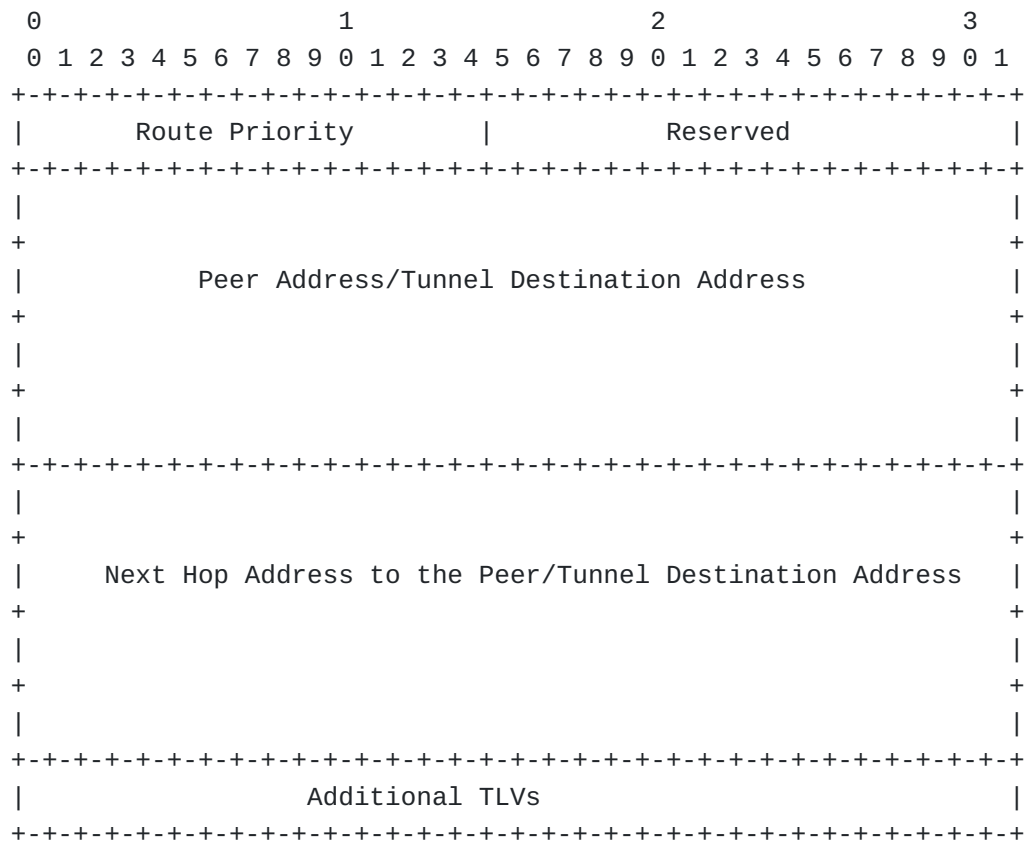 0                   1                   2                   3
 0 1 2 3 4 5 6 7 8 9 0 1 2 3 4 5 6 7 8 9 0 1 2 3 4 5 6 7 8 9 0 1
+-+-+-+-+-+-+-+-+-+-+-+-+-+-+-+-+-+-+-+-+-+-+-+-+-+-+-+-+-+-+-+-+
|       Route Priority        |           Reserved              |
+-+-+-+-+-+-+-+-+-+-+-+-+-+-+-+-+-+-+-+-+-+-+-+-+-+-+-+-+-+-+-+-+
|                                                               |
+                                                               +
|           Peer Address/Tunnel Destination Address             |
+                                                               +
|                                                               |
+                                                               +
|                                                               |
+-+-+-+-+-+-+-+-+-+-+-+-+-+-+-+-+-+-+-+-+-+-+-+-+-+-+-+-+-+-+-+-+
|                                                               |
+                                                               +
|     Next Hop Address to the Peer/Tunnel Destination Address   |
+                                                               +
|                                                               |
+                                                               +
|                                                               |
+-+-+-+-+-+-+-+-+-+-+-+-+-+-+-+-+-+-+-+-+-+-+-+-+-+-+-+-+-+-+-+-+
|                  Additional TLVs                              |
+-+-+-+-+-+-+-+-+-+-+-+-+-+-+-+-+-+-+-+-+-+-+-+-+-+-+-+-+-+-+-+-+